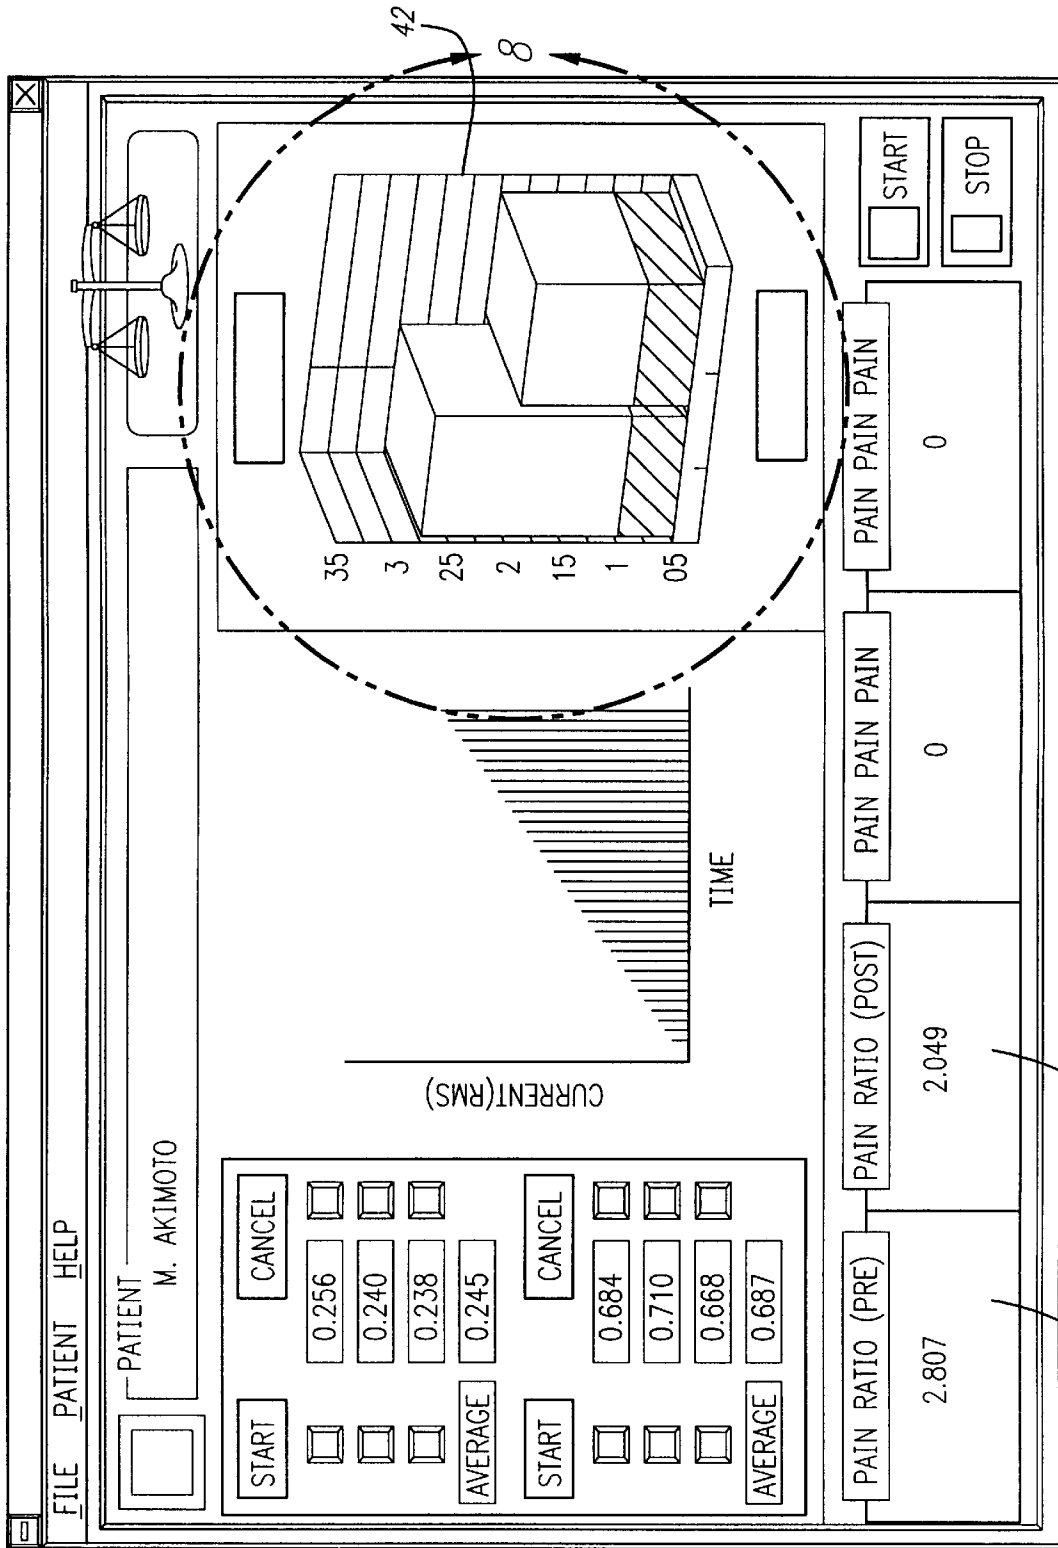 FILE PATIENT HELP
PATIENT
M. AKIMOTO
START CANCEL
0.256
0.240
0.238
AVERAGE 0.245
START CANCEL
0.684
0.710
0.668
AVERAGE 0.687
CURRENT(RMS)
TIME
35
3
25
2
15
1
05
42
8
PAIN RATIO (PRE)
2.807
PAIN RATIO (POST)
2.049
PAIN PAIN PAIN
0
PAIN PAIN PAIN PAIN
0
START
STOP